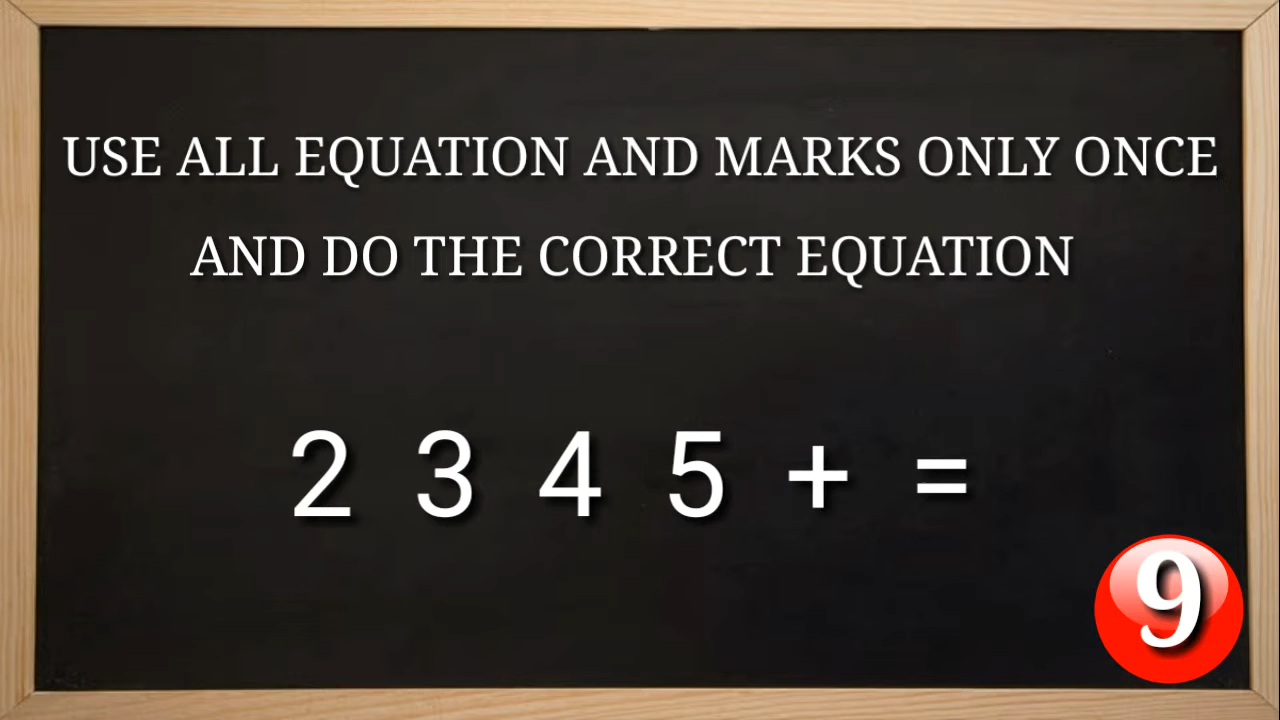 USE ALL EQUATION AND MARKS ONLY ONCE
AND DO THE CORRECT EQUATION
2 3 4 5 + =
9